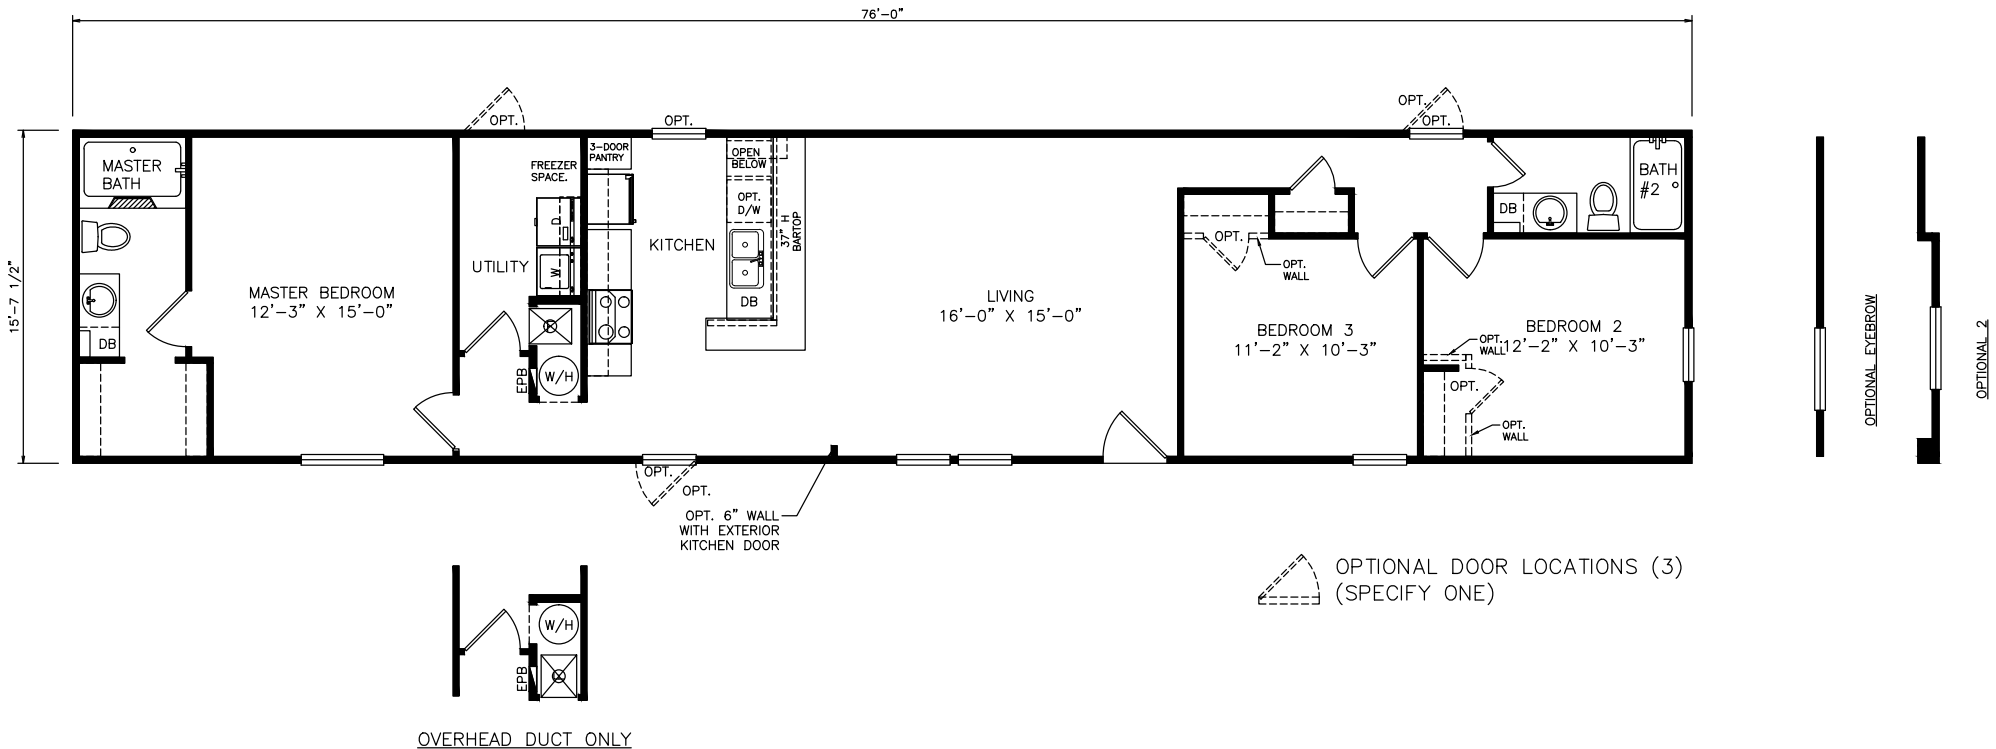 76'-0"
15'-7 1/2"
OPT.
OPT.
OPT.
OPT.
MASTER
BATH
DB
MASTER BEDROOM
12'-3" X 15'-0"
FREEZER
SPACE.
D
W
UTILITY
EPB
W/H
3-DOOR
PANTRY
KITCHEN
OPEN
BELOW
OPT.
D/W
DB
37" H
BARTOP
LIVING
16'-0" X 15'-0"
OPT.
OPT.
WALL
BEDROOM 3
11'-2" X 10'-3"
DB
BATH
#2
BEDROOM 2
12'-2" X 10'-3"
OPT.
WALL
OPT.
OPT.
WALL
OPT.
OPT.
OPT. 6" WALL
WITH EXTERIOR
KITCHEN DOOR
OPTIONAL EYEBROW
OPTIONAL 2
OPTIONAL DOOR LOCATIONS (3)
(SPECIFY ONE)
W/H
EPB
OVERHEAD DUCT ONLY